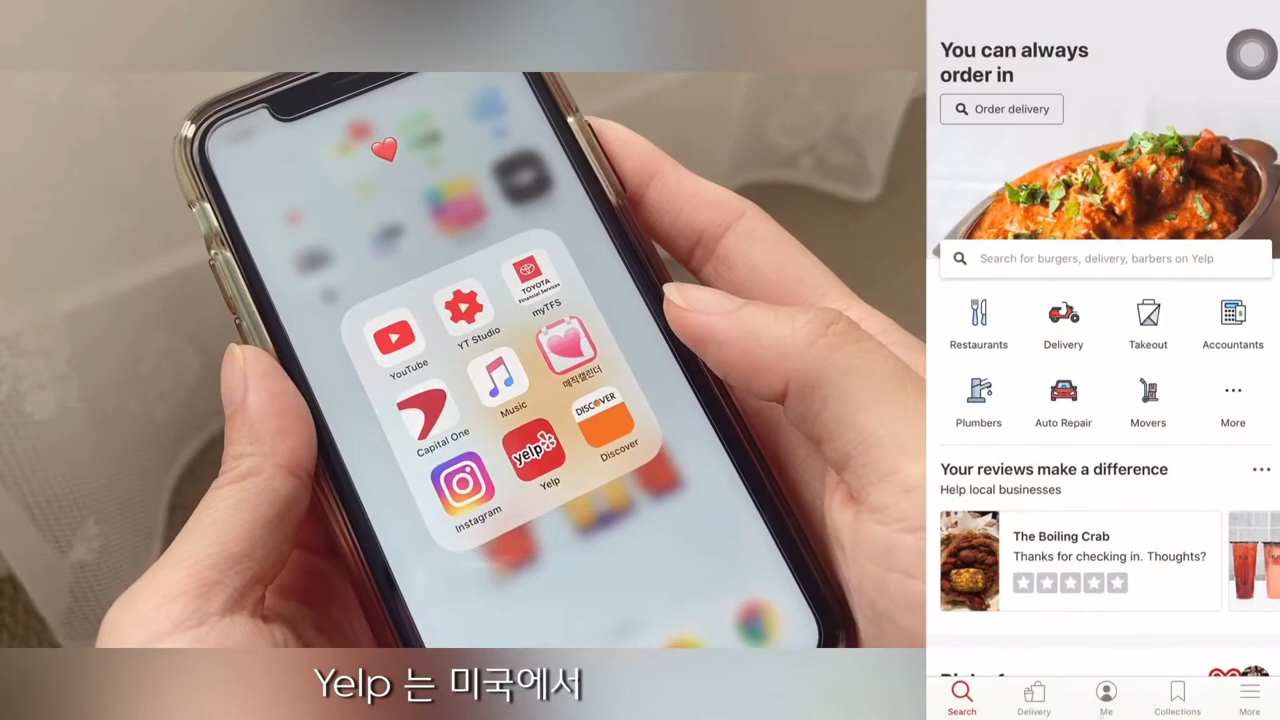 TOYOTA
Financial Services
myTFS
YT Studio
YouTube
매직캘린더
Music
Capital One
DISCOVER
Discover
yelp
Yelp
Instagram
Yelp 는 미국에서
You can always
order in
Order delivery
Search for burgers, delivery, barbers on Yelp
Restaurants
Delivery
Takeout
Accountants
Plumbers
Auto Repair
Movers
More
Your reviews make a difference
Help local businesses
The Boiling Crab
Thanks for checking in. Thoughts?
Search
Delivery
Me
Collections
More